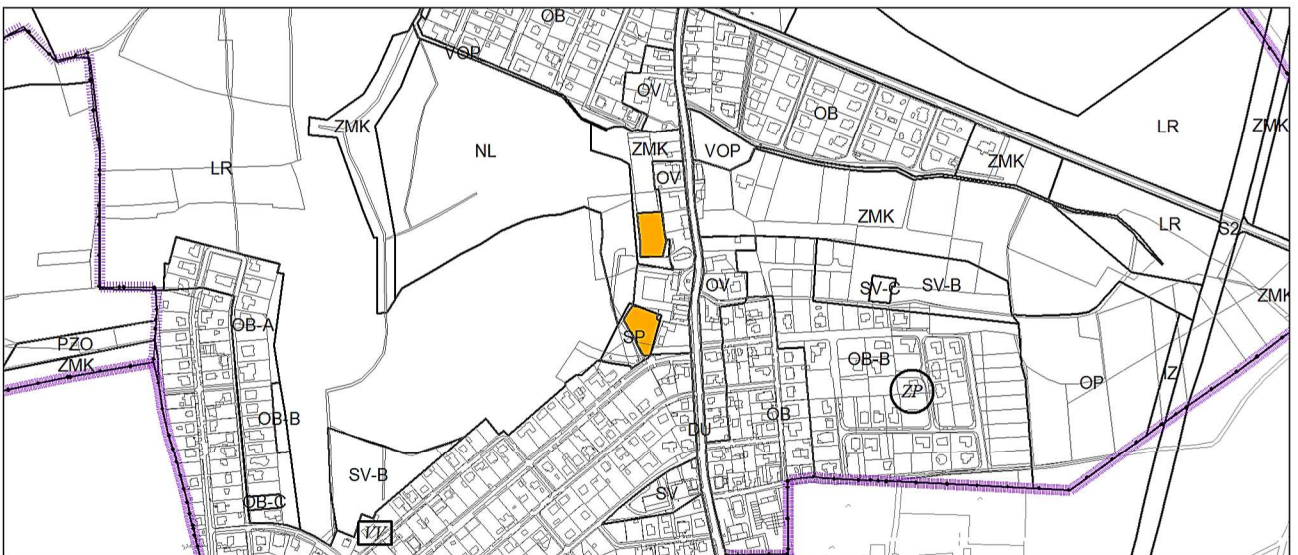 OB
VOP
OV
OB
ZMK
LR
ZMK
LR
NL
ZMK
VOP
ZMK
OV
ZMK
LR
S2
OV
SV-C
SV-B
ZMK
OB-A
PZO
ZMK
SP
OB-B
ZP
OP
IZ
OB-B
OB
DU
SV-B
SV
OB-C
VV